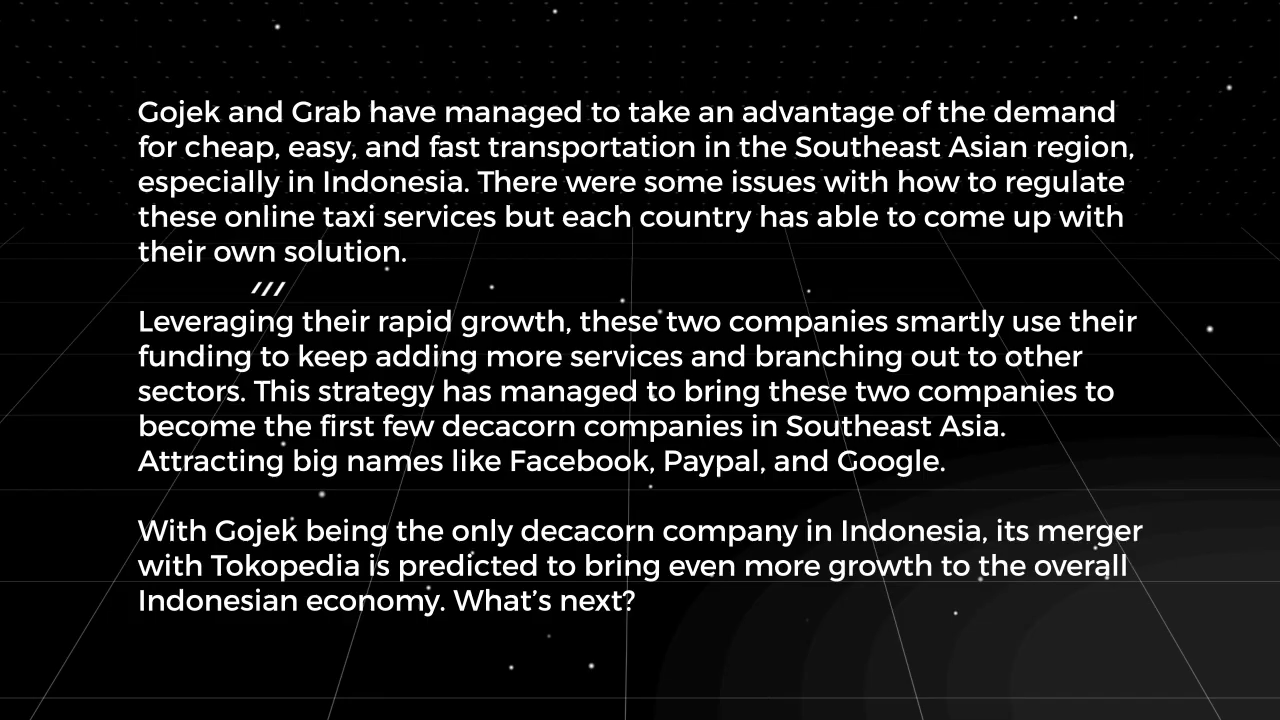 Gojek and Grab have managed to take an advantage of the demand
for cheap, easy, and fast transportation in the Southeast Asian region,
especially in Indonesia. There were some issues with how to regulate
these online taxi services but each country has able to come up with
their own solution.
Leveraging their rapid growth, these two companies smartly use their
funding to keep adding more services and branching out to other
sectors. This strategy has managed to bring these two companies to
become the first few decacorn companies in Southeast Asia.
Attracting big names like Facebook, Paypal, and Google.
With Gojek being the only decacorn company in Indonesia, its merger
with Tokopedia is predicted to bring even more growth to the overall
Indonesian economy. What's next?